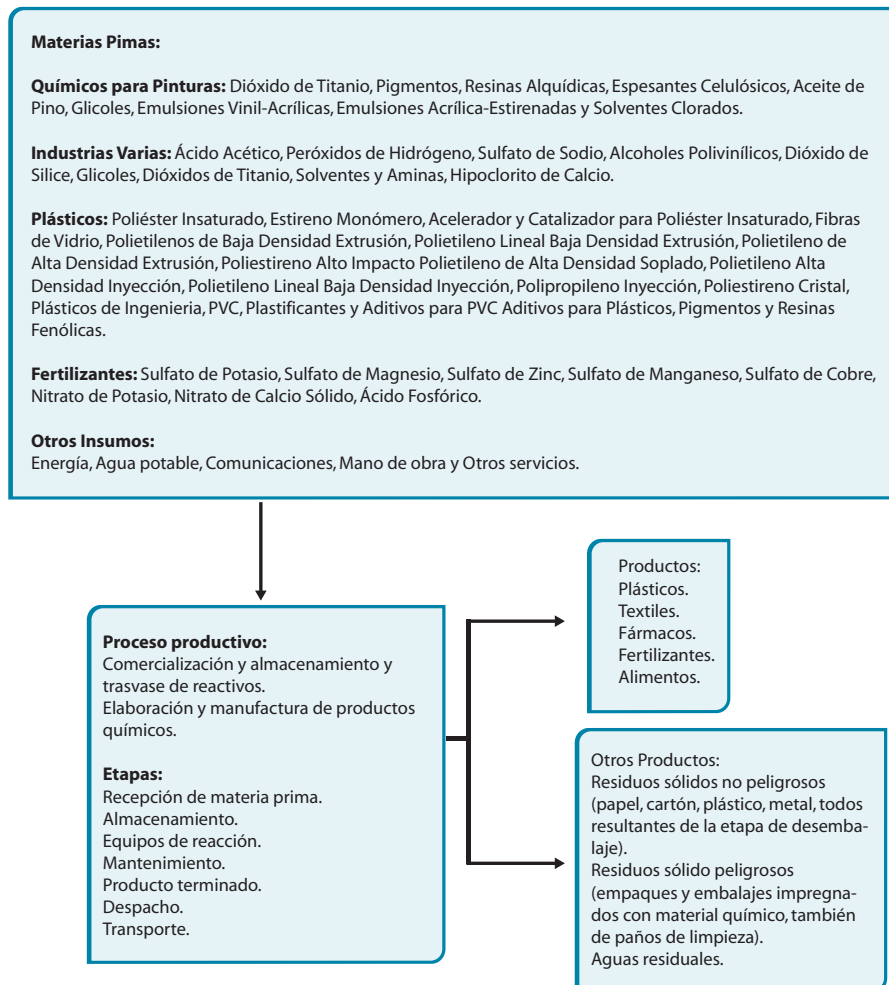 Materias Pimas:
Químicos para Pinturas: Dióxido de Titanio, Pigmentos, Resinas Alquídicas, Espesantes Celulósicos, Aceite de
Pino, Glicoles, Emulsiones Vinil-Acrílicas, Emulsiones Acrílica-Estirenadas y Solventes Clorados.
Industrias Varias: Ácido Acético, Peróxidos de Hidrógeno, Sulfato de Sodio, Alcoholes Polivinílicos, Dióxido de
Silice, Glicoles, Dióxidos de Titanio, Solventes y Aminas, Hipoclorito de Calcio.
Plásticos: Poliéster Insaturado, Estireno Monómero, Acelerador y Catalizador para Poliéster Insaturado, Fibras
de Vidrio, Polietilenos de Baja Densidad Extrusión, Polietileno Lineal Baja Densidad Extrusión, Polietileno de
Alta Densidad Extrusión, Poliestireno Alto Impacto Polietileno de Alta Densidad Soplado, Polietileno Alta
Densidad Inyección, Polietileno Lineal Baja Densidad Inyección, Polipropileno Inyección, Poliestireno Cristal,
Plásticos de Ingenieria, PVC, Plastificantes y Aditivos para PVC Aditivos para Plásticos, Pigmentos y Resinas
Fenólicas.
Fertilizantes: Sulfato de Potasio, Sulfato de Magnesio, Sulfato de Zinc, Sulfato de Manganeso, Sulfato de Cobre,
Nitrato de Potasio, Nitrato de Calcio Sólido, Ácido Fosfórico.
Otros Insumos:
Energía, Agua potable, Comunicaciones, Mano de obra y Otros servicios.
Proceso productivo:
Comercialización y almacenamiento y
trasvase de reactivos.
Elaboración y manufactura de productos
químicos.
Etapas:
Recepción de materia prima.
Almacenamiento.
Equipos de reacción.
Mantenimiento.
Producto terminado.
Despacho.
Transporte.
Productos:
Plásticos.
Textiles.
Fármacos.
Fertilizantes.
Alimentos.
Otros Productos:
Residuos sólidos no peligrosos
(papel, cartón, plástico, metal, todos
resultantes de la etapa de desemba-
laje).
Residuos sólido peligrosos
(empaques y embalajes impregna-
dos con material químico, también
de paños de limpieza).
Aguas residuales.